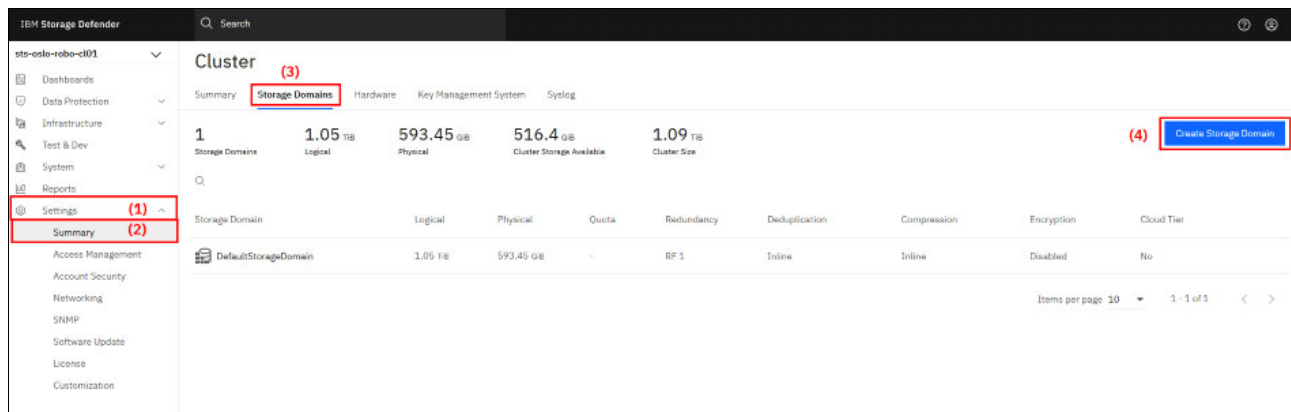 IBM Storage Defender
Search
sts-oslo-robo-cl01
Dashboards
Data Protection
Infrastructure
Test & Dev
System
Reports
Settings (1)
Summary (2)
Access Management
Account Security
Networking
SNMP
Software Update
License
Customization
Cluster
(3)
Summary Storage Domains Hardware Key Management System Syslog
1 1.05 TiB 593.45 GiB 516.4 GiB 1.09 TiB
Storage Domains Logical Physical Cluster Storage Available Cluster Size
(4) Create Storage Domain
Storage Domain Logical Physical Quota Redundancy Deduplication Compression Encryption Cloud Tier
DefaultStorageDomain 1.05 TiB 593.45 GiB - RF 1 Inline Inline Disabled No
Items per page 10 1 - 1 of 1